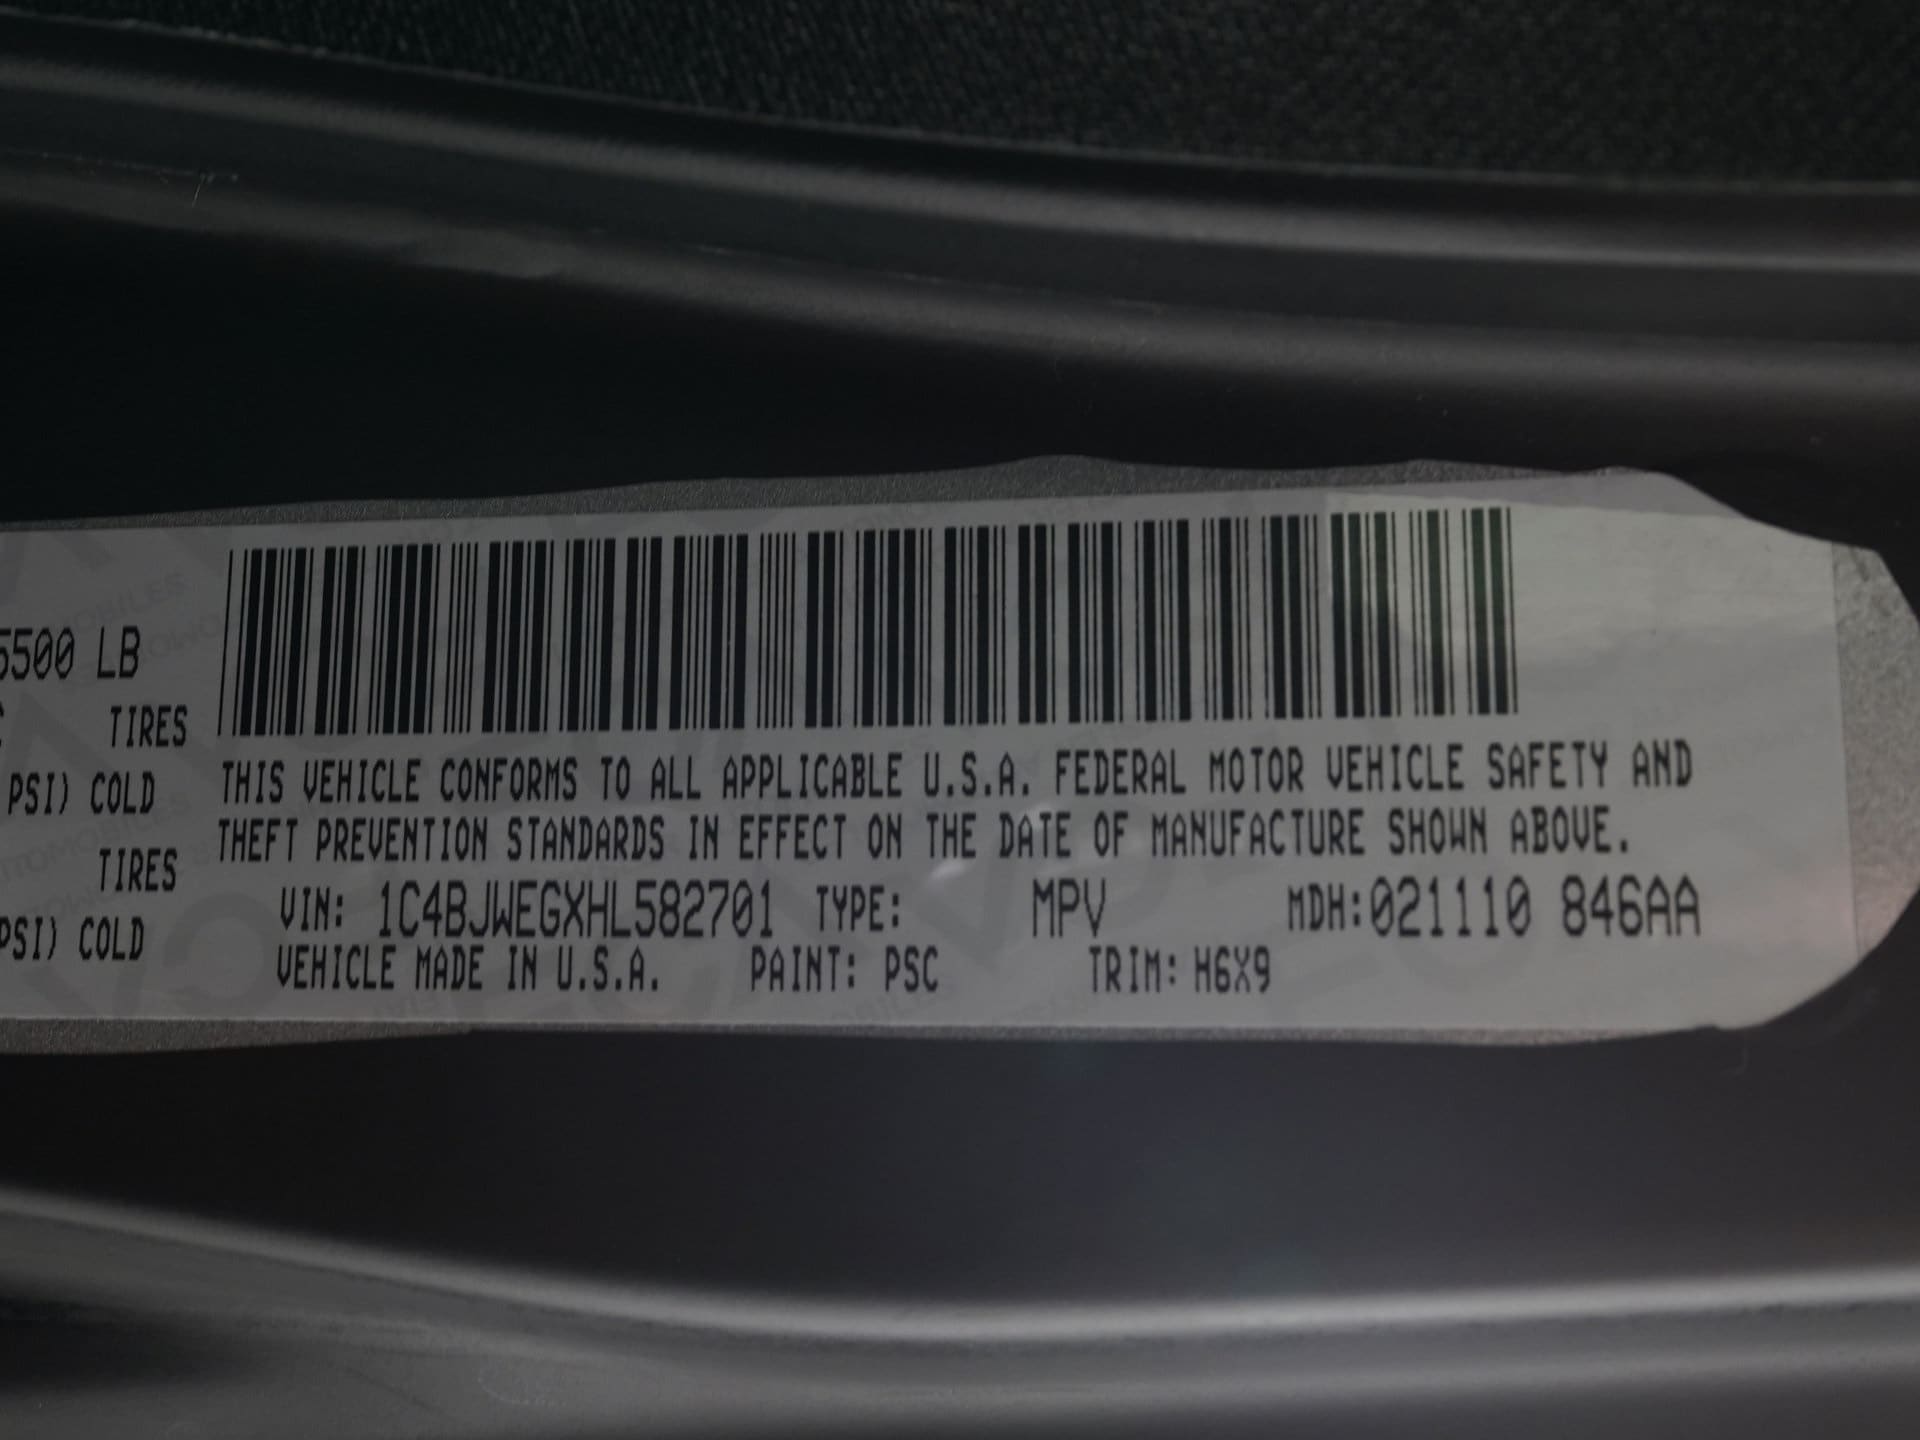 5500 LB
TIRES
PSI) COLD
TIRES
PSI) COLD
THIS VEHICLE CONFORMS TO ALL APPLICABLE U.S.A. FEDERAL MOTOR VEHICLE SAFETY AND
THEFT PREVENTION STANDARDS IN EFFECT ON THE DATE OF MANUFACTURE SHOWN ABOVE.
VIN: 1C4BJWEGXHL582701 TYPE: MPV MDH:021110 846AA
VEHICLE MADE IN U.S.A. PAINT: PSC TRIM: H6X9